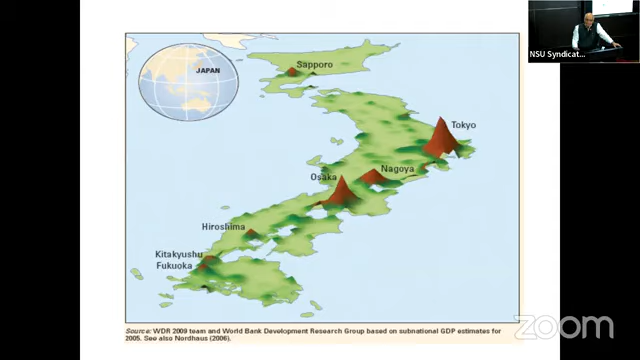 NSU Syndicat...
JAPAN
Sapporo
Tokyo
Nagoya
Osaka
Hiroshima
Kitakyushu
Fukuoka
Source: WDR 2009 team and World Bank Development Research Group based on subnational GDP estimates for
2005. See also Nordhaus (2006).
zoom